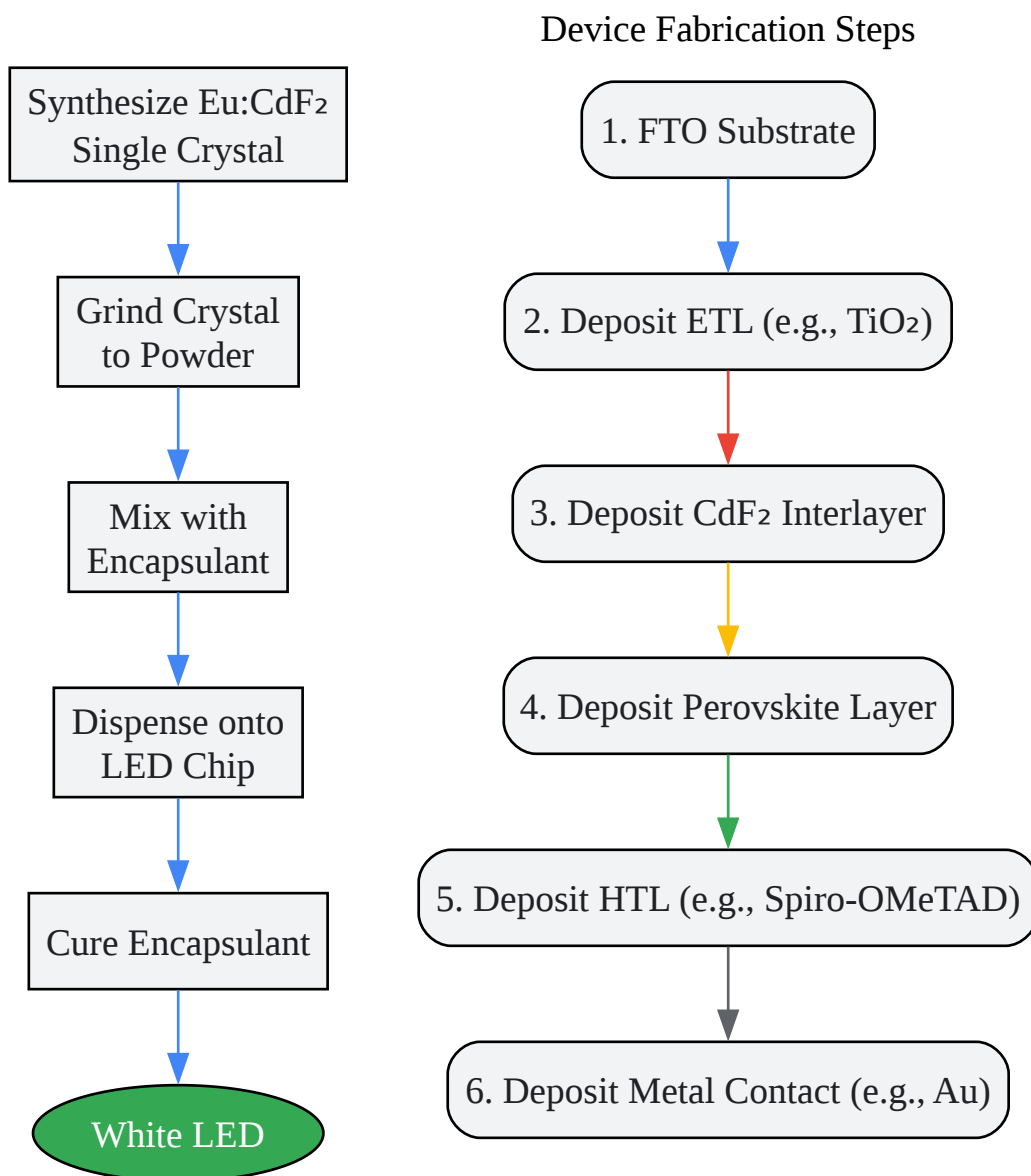 Synthesize Eu:CdF₂
Single Crystal
Grind Crystal
to Powder
Mix with
Encapsulant
Dispense onto
LED Chip
Cure Encapsulant
White LED
Device Fabrication Steps
1. FTO Substrate
2. Deposit ETL (e.g., TiO₂)
3. Deposit CdF₂ Interlayer
4. Deposit Perovskite Layer
5. Deposit HTL (e.g., Spiro-OMeTAD)
6. Deposit Metal Contact (e.g., Au)